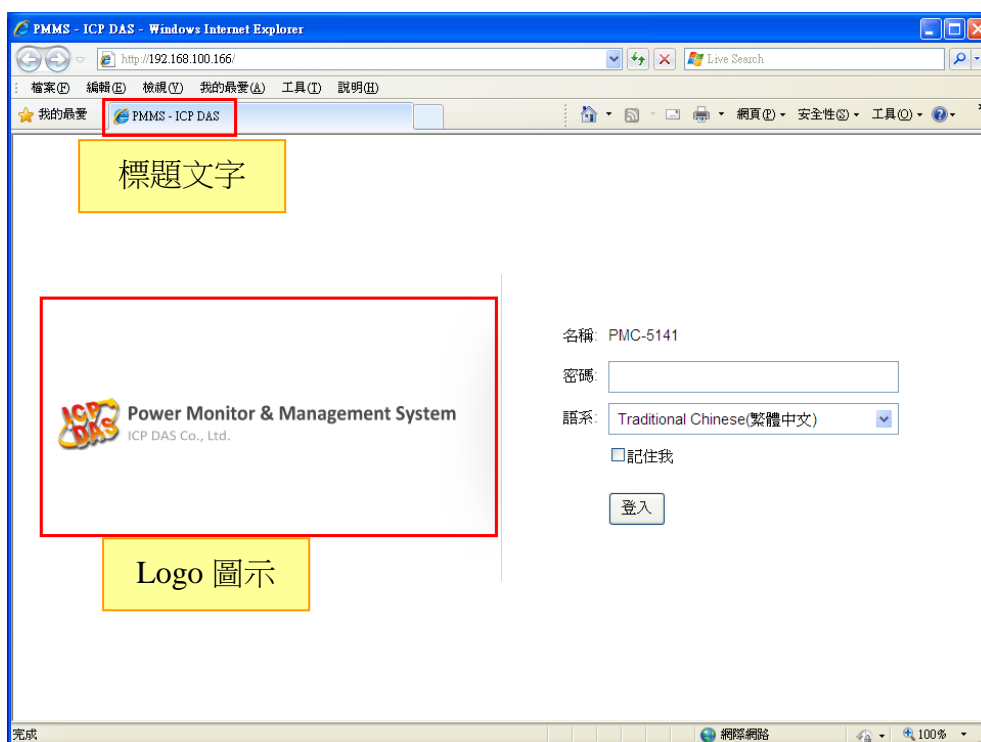 PMMS - ICP DAS - Windows Internet Explorer
http://192.168.100.166/
Live Search
檔案(F) 編輯(E) 檢視(V) 我的最愛(A) 工具(T) 說明(H)
我的最愛 PMMS - ICP DAS 網頁(P) 安全性(S) 工具(O)
標題文字
名稱: PMC-5141
密碼:
ICP DAS
Power Monitor & Management System
ICP DAS Co., Ltd.
語系: Traditional Chinese(繁體中文)
記住我
登入
Logo 圖示
完成 網際網路 100%